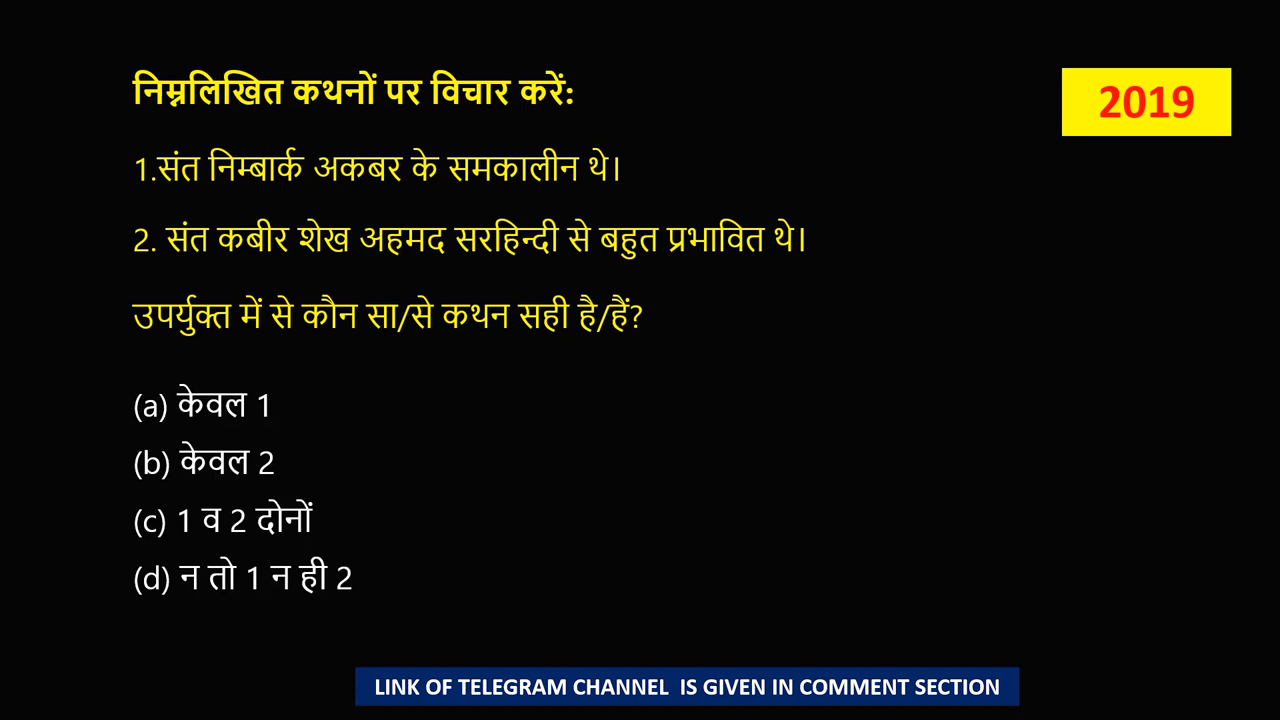 निम्नलिखित कथनों पर विचार करें:
2019
1.संत निम्बार्क अकबर के समकालीन थे।
2. संत कबीर शेख अहमद सरहिन्दी से बहुत प्रभावित थे।
उपर्युक्त में से कौन सा/से कथन सही है/हैं?
(a) केवल 1
(b) केवल 2
(c) 1 व 2 दोनों
(d) न तो 1 न ही 2
LINK OF TELEGRAM CHANNEL IS GIVEN IN COMMENT SECTION